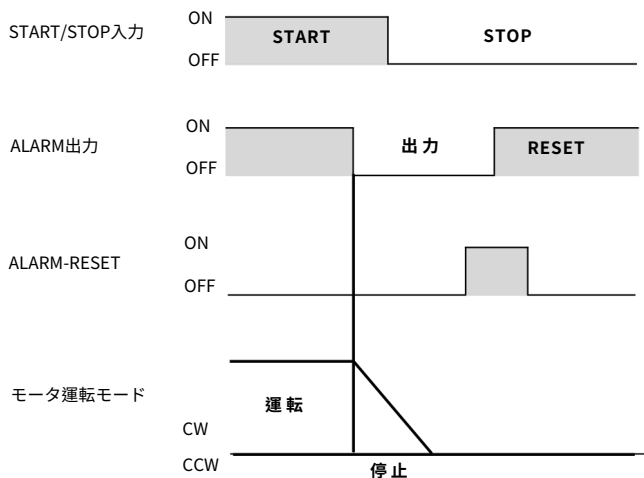 START/STOP入力
ON
START
STOP
OFF
ALARM出力
ON
出力
RESET
OFF
ALARM-RESET
ON
OFF
モータ運転モード
運転
CW
CCW
停止